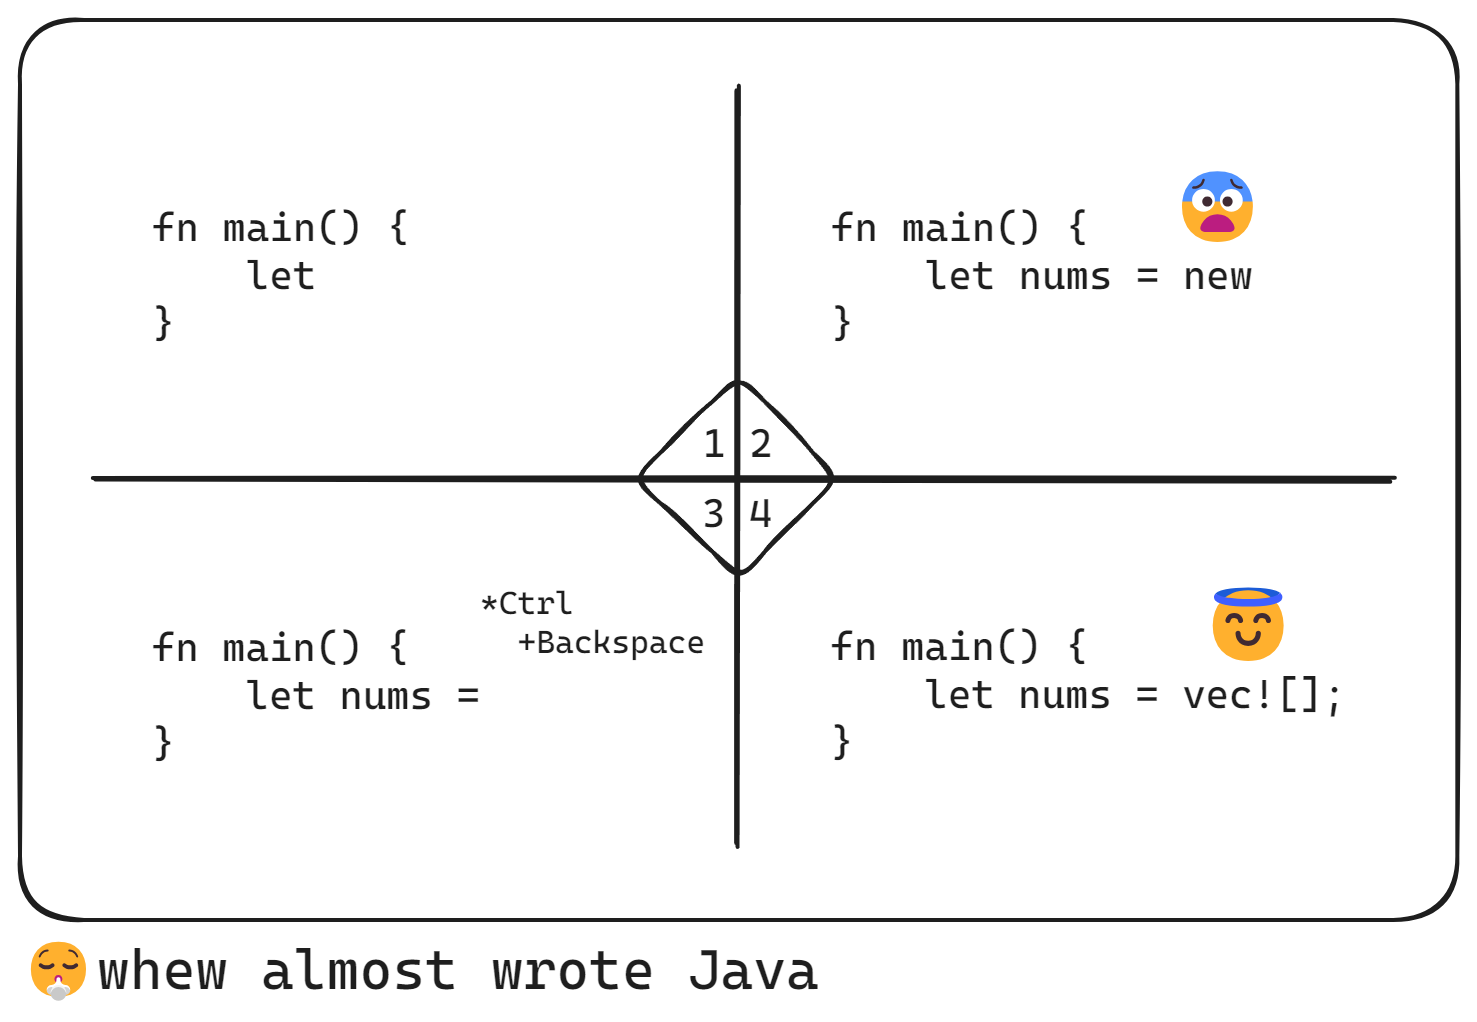 fn main() {
    let
}
fn main() {
    let nums = new
}
1 2
3 4
*Ctrl
+Backspace
fn main() {
    let nums =
}
fn main() {
    let nums = vec![];
}
whew almost wrote Java